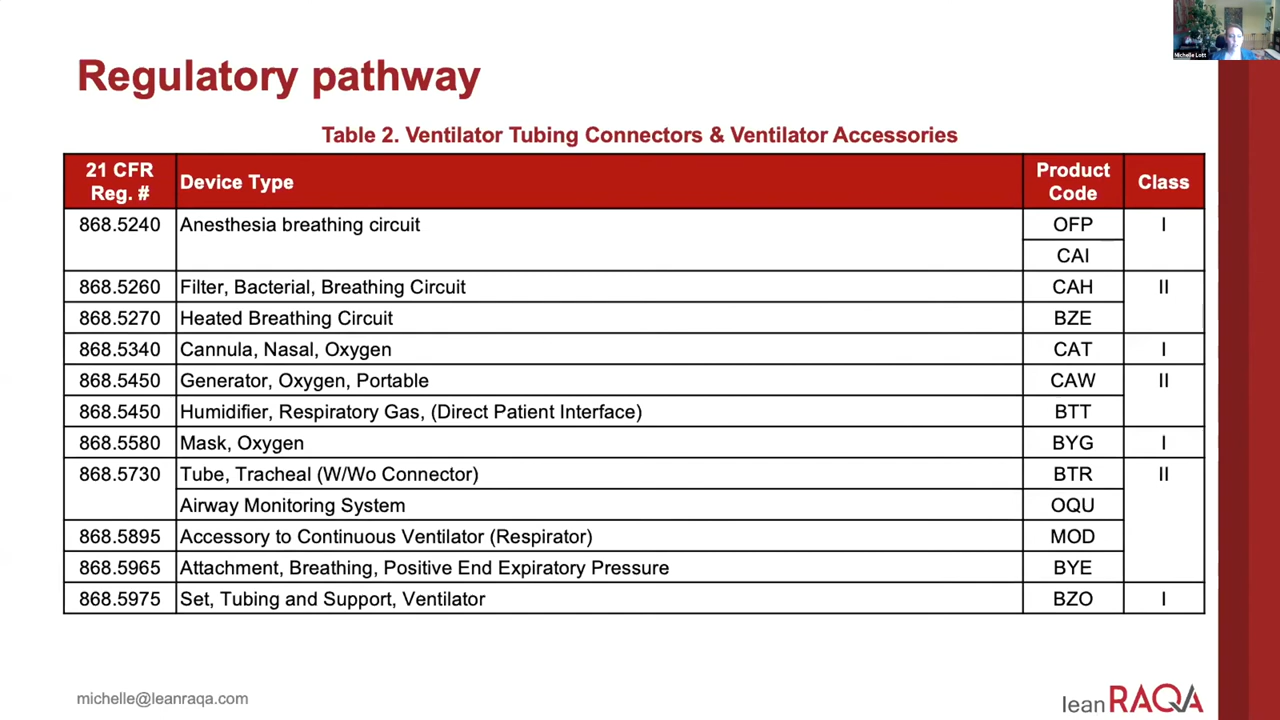 Michelle Lott
Regulatory pathway
Table 2. Ventilator Tubing Connectors & Ventilator Accessories
21 CFR Reg. # Device Type Product Code Class
868.5240 Anesthesia breathing circuit OFP I
CAI
868.5260 Filter, Bacterial, Breathing Circuit CAH II
868.5270 Heated Breathing Circuit BZE
868.5340 Cannula, Nasal, Oxygen CAT I
868.5450 Generator, Oxygen, Portable CAW II
868.5450 Humidifier, Respiratory Gas, (Direct Patient Interface) BTT
868.5580 Mask, Oxygen BYG I
868.5730 Tube, Tracheal (W/Wo Connector) BTR II
Airway Monitoring System OQU
868.5895 Accessory to Continuous Ventilator (Respirator) MOD
868.5965 Attachment, Breathing, Positive End Expiratory Pressure BYE
868.5975 Set, Tubing and Support, Ventilator BZO I
michelle@leanraqa.com
lean RAQA